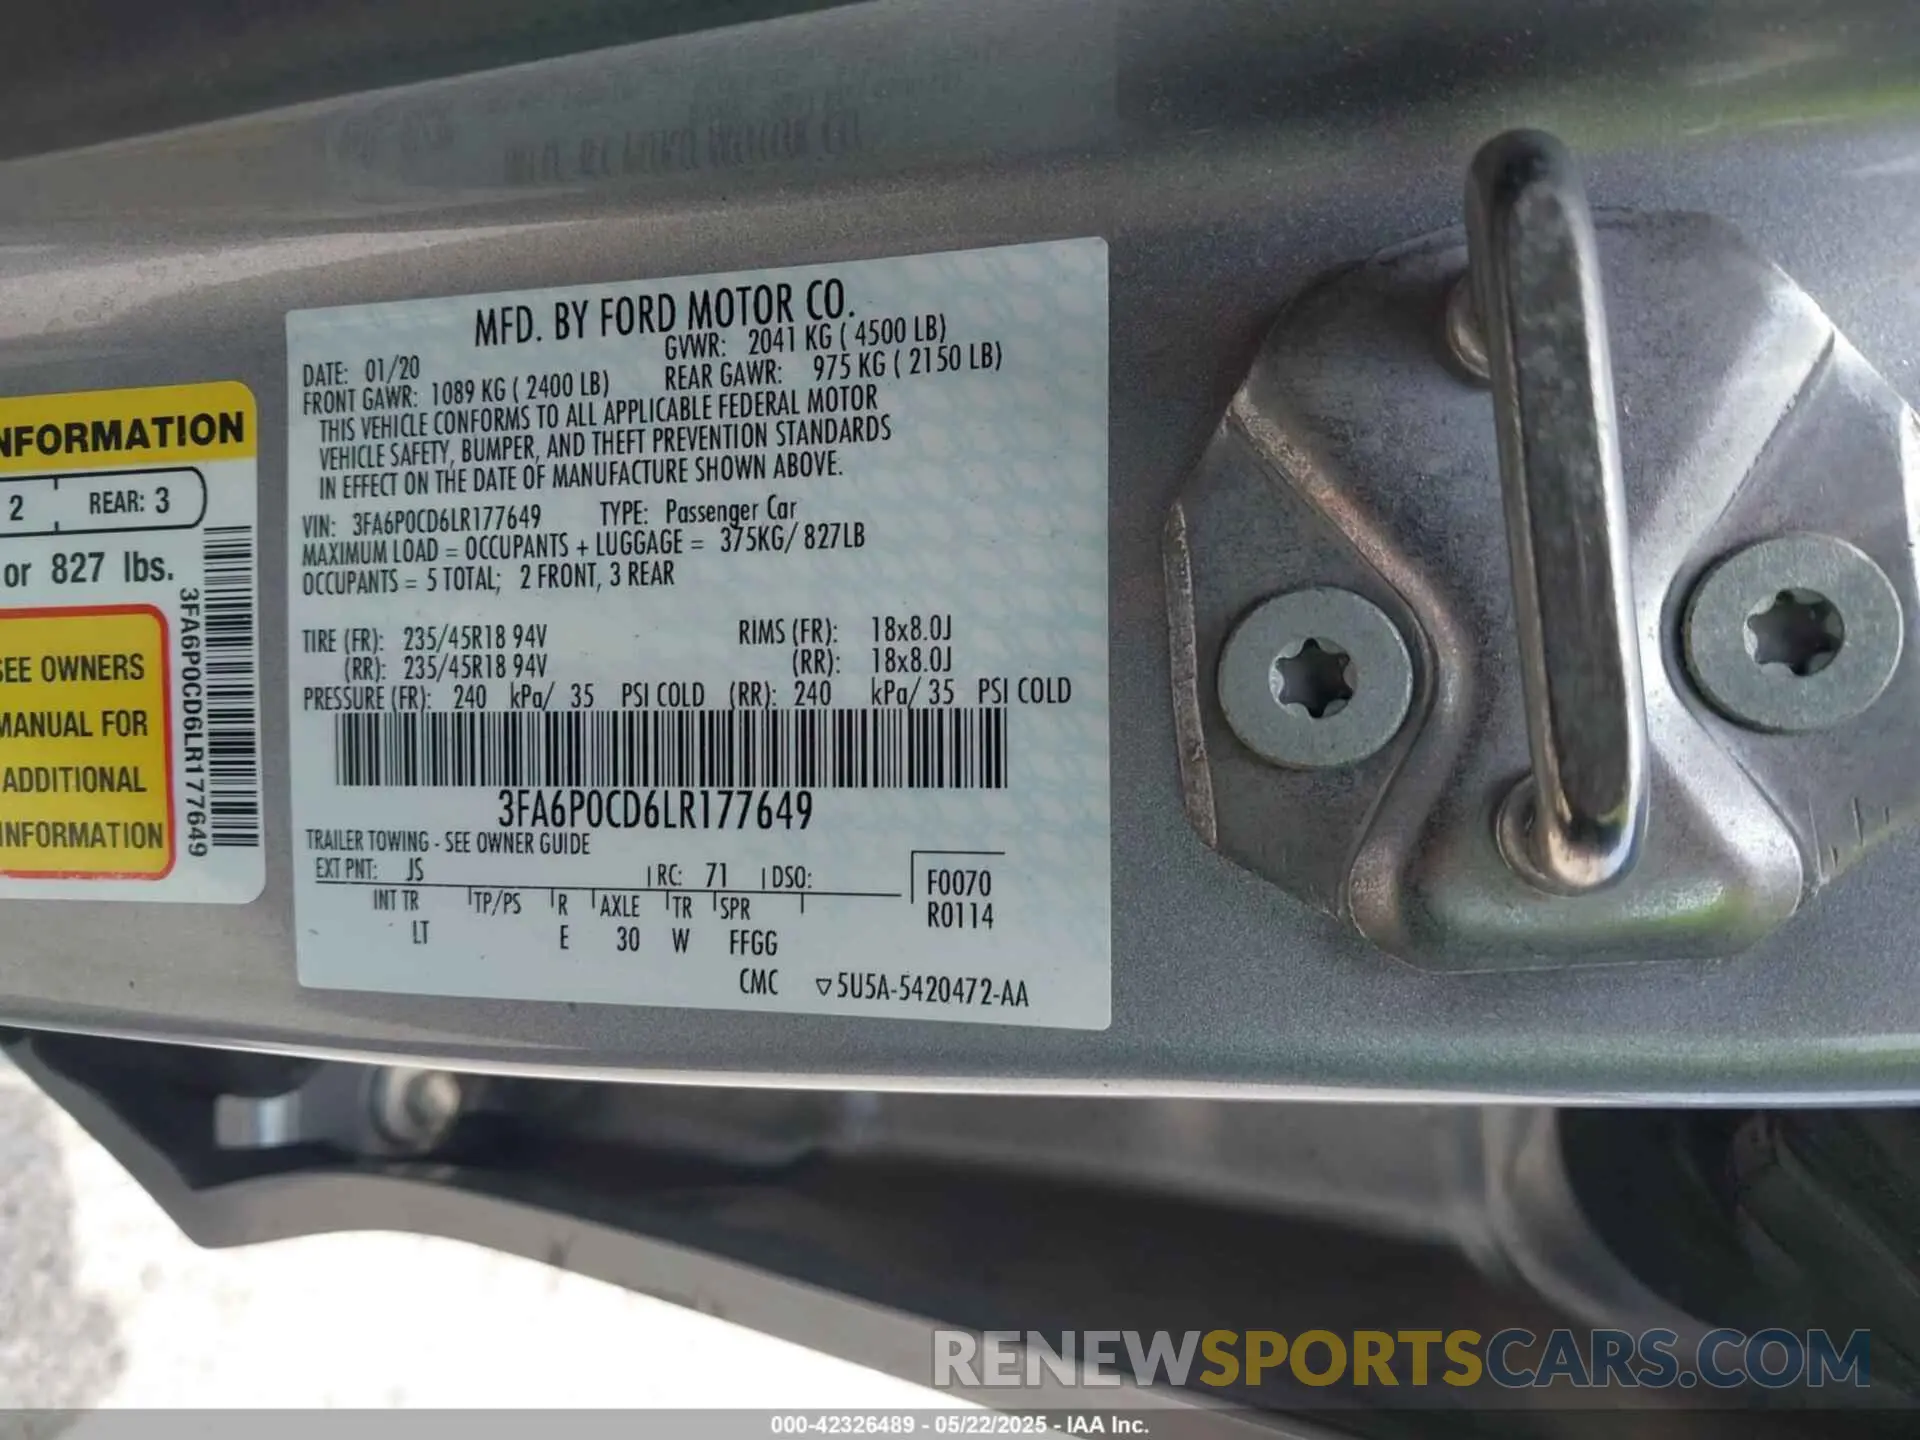 MFD. BY FORD MOTOR CO.
DATE: 01/20 GVWR: 2041 KG ( 4500 LB)
FRONT GAWR: 1089 KG ( 2400 LB) REAR GAWR: 975 KG ( 2150 LB)
THIS VEHICLE CONFORMS TO ALL APPLICABLE FEDERAL MOTOR
VEHICLE SAFETY, BUMPER, AND THEFT PREVENTION STANDARDS
IN EFFECT ON THE DATE OF MANUFACTURE SHOWN ABOVE.
VIN: 3FA6P0CD6LR177649 TYPE: Passenger Car
MAXIMUM LOAD = OCCUPANTS + LUGGAGE = 375KG/ 827LB
OCCUPANTS = 5 TOTAL; 2 FRONT, 3 REAR
TIRE (FR): 235/45R18 94V RIMS (FR): 18x8.0J
(RR): 235/45R18 94V (RR): 18x8.0J
PRESSURE (FR): 240 kPa/ 35 PSI COLD (RR): 240 kPa/ 35 PSI COLD
3FA6P0CD6LR177649
TRAILER TOWING - SEE OWNER GUIDE
EXT PNT: JS RC: 71 DSO:
INT TR TP/PS R AXLE TR SPR
LT E 30 W FFGG
F0070
R0114
CMC ▽5U5A-5420472-AA
NFORMATION
2 REAR: 3
or 827 lbs.
SEE OWNERS
MANUAL FOR
ADDITIONAL
INFORMATION
3FA6P0CD6LR177649
RENEWSPORTSCARS.COM
000-42326489 - 05/22/2025 - IAA Inc.